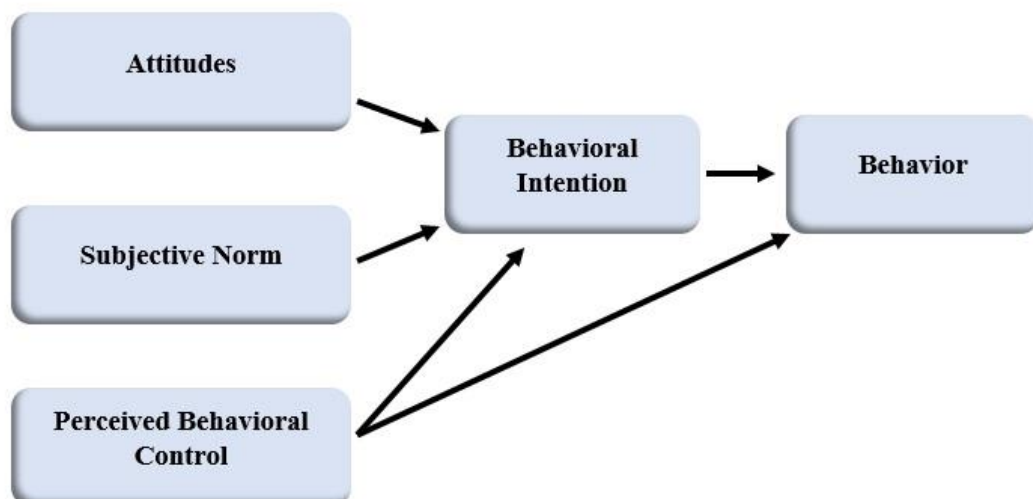 Attitudes
Behavioral
Intention
Behavior
Subjective Norm
Perceived Behavioral
Control